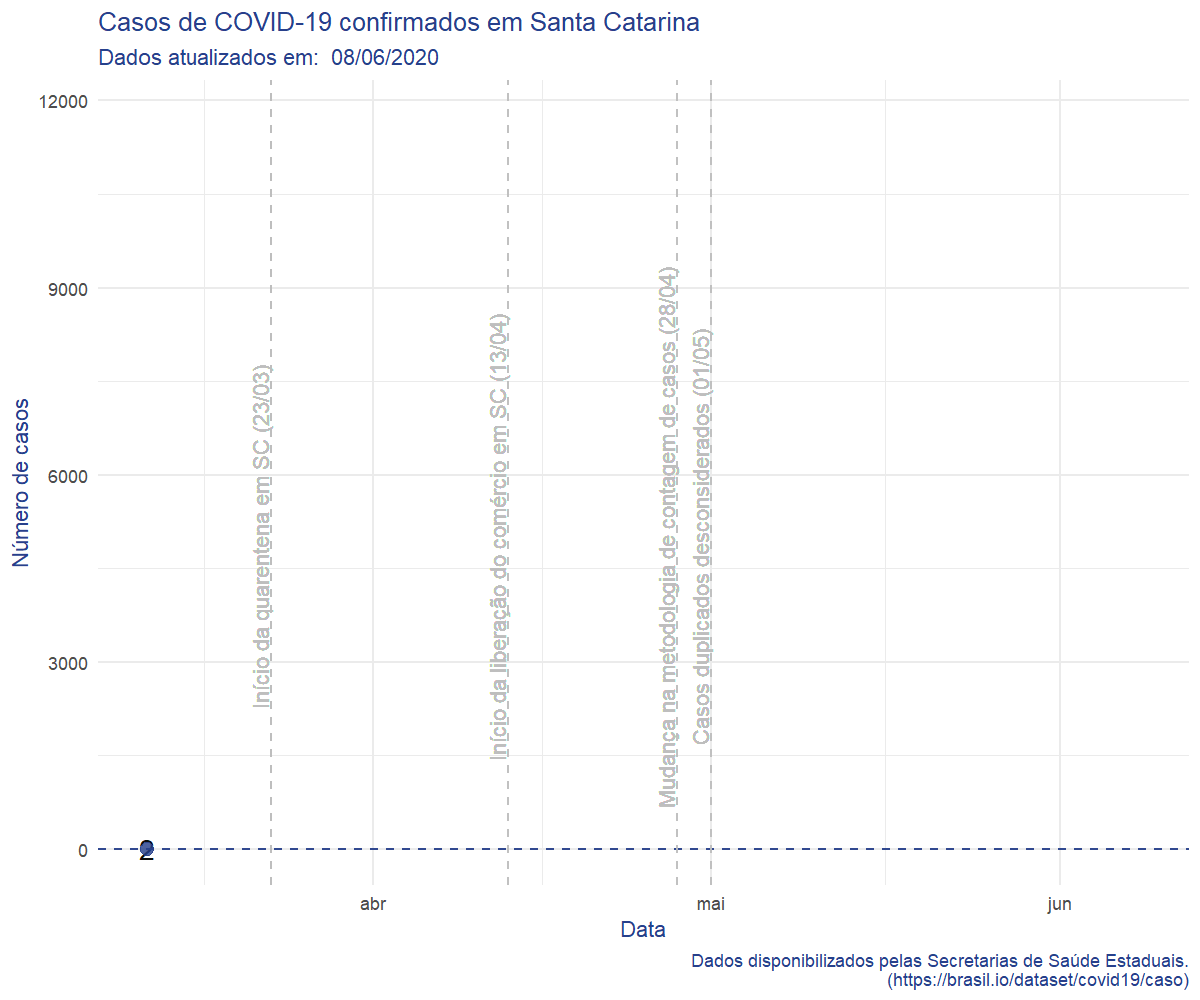 Casos de COVID-19 confirmados em Santa Catarina
Dados atualizados em:  08/06/2020
12000
9000
6000
3000
0
Número de casos
Início da quarentena em SC (23/03)
Início da liberação do comércio em SC (13/04)
Mudança na metodologia de contagem de casos (28/04)
Casos duplicados desconsiderados (01/05)
2
abr
mai
jun
Data
Dados disponibilizados pelas Secretarias de Saúde Estaduais.
(https://brasil.io/dataset/covid19/caso)